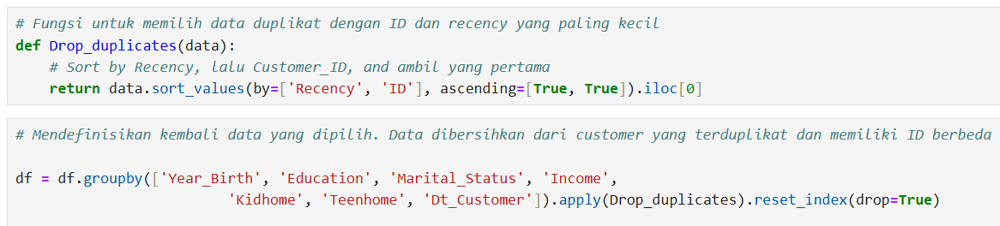 # Fungsi untuk memilih data duplikat dengan ID dan recency yang paling kecil
def Drop_duplicates(data):
    # Sort by Recency, lalu Customer_ID, and ambil yang pertama
    return data.sort_values(by=['Recency', 'ID'], ascending=[True, True]).iloc[0]
# Mendefinisikan kembali data yang dipilih. Data dibersihkan dari customer yang terduplikat dan memiliki ID berbeda
df = df.groupby(['Year_Birth', 'Education', 'Marital_Status', 'Income',
                        'Kidhome', 'Teenhome', 'Dt_Customer']).apply(Drop_duplicates).reset_index(drop=True)